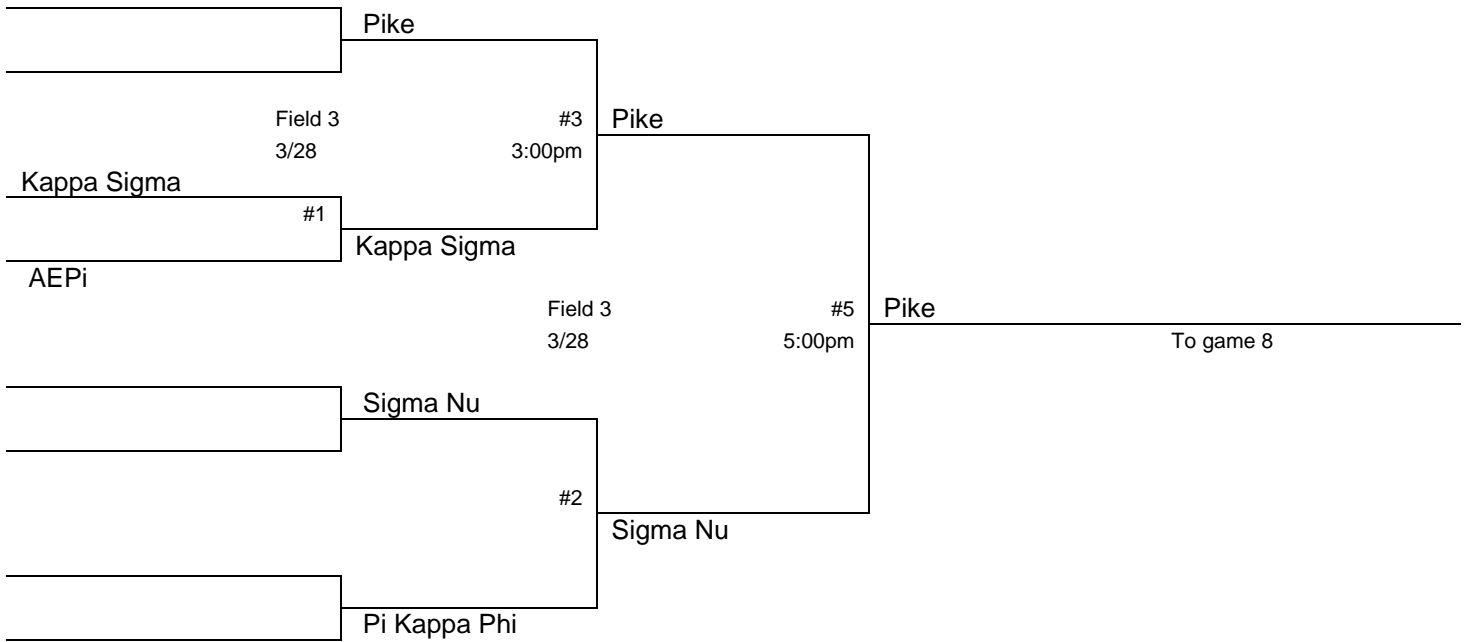 Pike
Field 3 #3 Pike
3/28 3:00pm
Kappa Sigma
#1
Kappa Sigma
AEPi
Field 3 #5 Pike
3/28 5:00pm To game 8
Sigma Nu
#2
Sigma Nu
Pi Kappa Phi